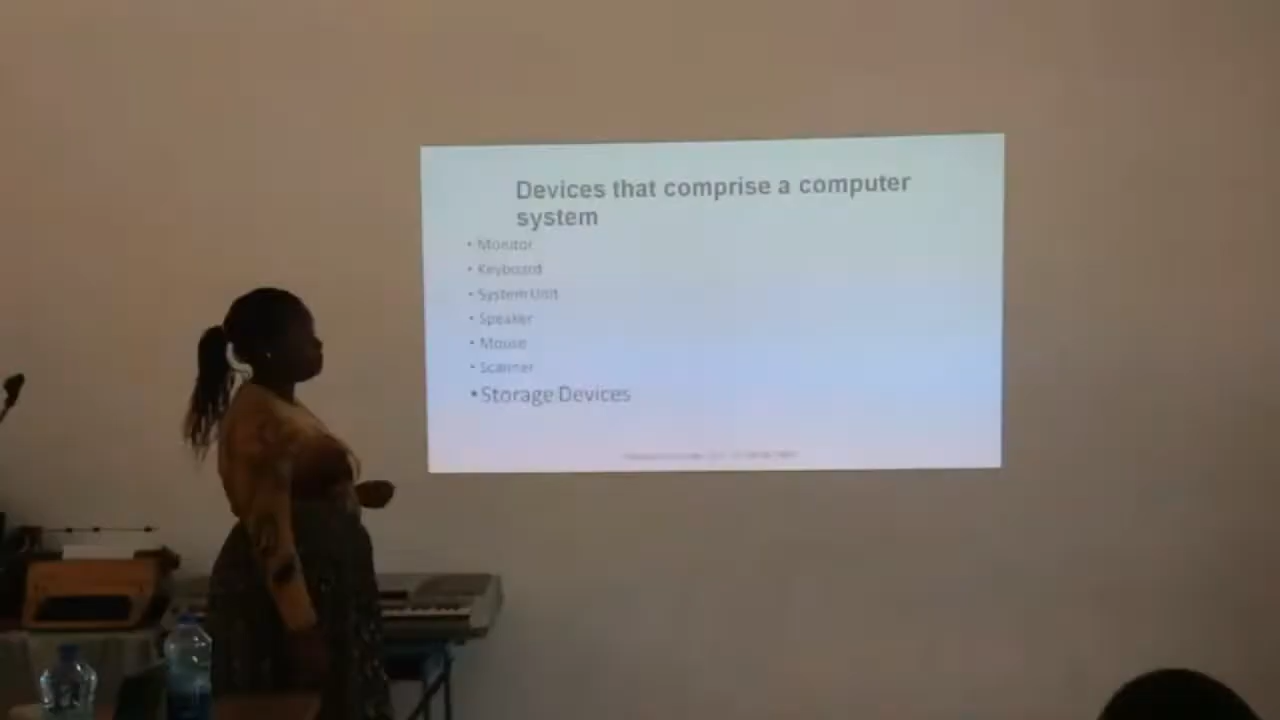 Devices that comprise a computer
system
• Monitor
• Keyboard
• System Unit
• Speaker
• Mouse
• Scanner
• Storage Devices